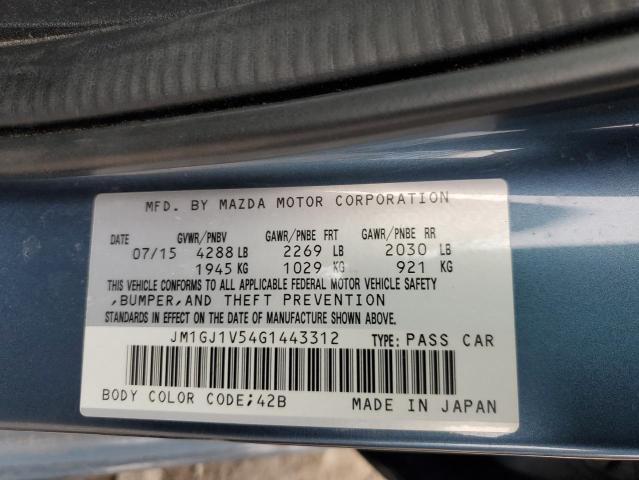 MFD. BY MAZDA MOTOR CORPORATION
DATE GVWR/PNBV GAWR/PNBE FRT GAWR/PNBE RR
07/15 4288 LB 2269 LB 2030 LB
1945 KG 1029 KG 921 KG
THIS VEHICLE CONFORMS TO ALL APPLICABLE FEDERAL MOTOR VEHICLE SAFETY
,BUMPER,AND THEFT PREVENTION
STANDARDS IN EFFECT ON THE DATE OF MANUFACTURE SHOWN ABOVE.
JM1GJ1V54G1443312 TYPE: PASS CAR
BODY COLOR CODE;42B MADE IN JAPAN